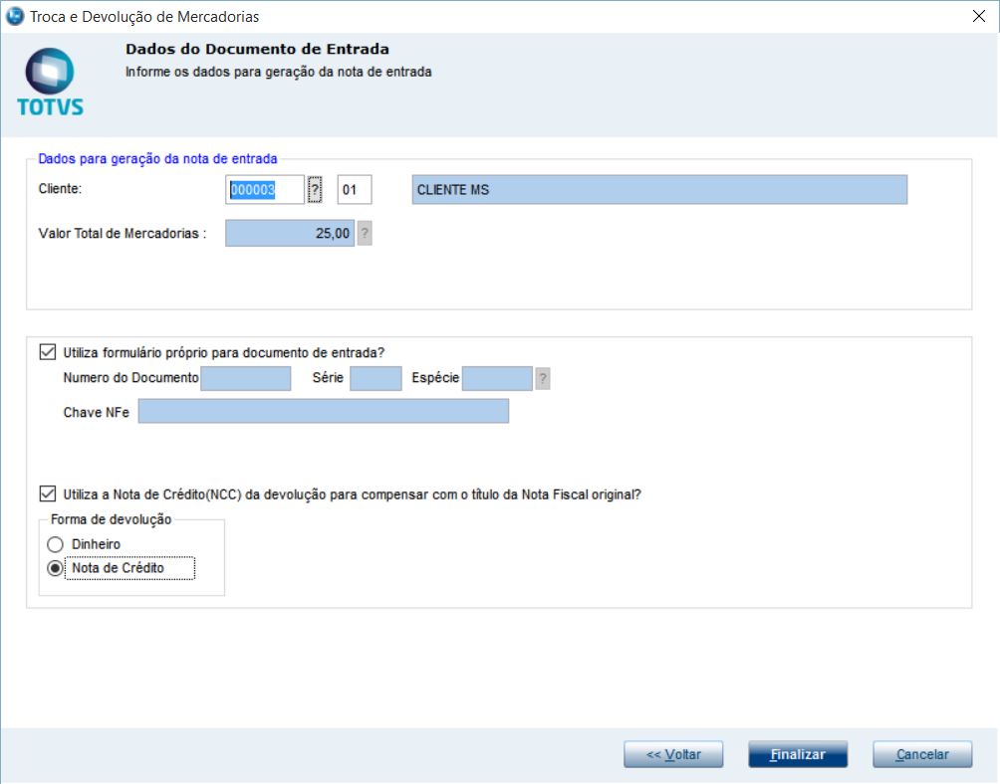 Troca e Devolução de Mercadorias
Dados do Documento de Entrada
Informe os dados para geração da nota de entrada
TOTVS
Dados para geração da nota de entrada
Cliente: 000003 ? 01 CLIENTE MS
Valor Total de Mercadorias : 25,00 ?
Utiliza formulário próprio para documento de entrada?
Numero do Documento Série Espécie ?
Chave NFe
Utiliza a Nota de Crédito(NCC) da devolução para compensar com o título da Nota Fiscal original?
Forma de devolução
Dinheiro
Nota de Crédito
<< Voltar Finalizar Cancelar